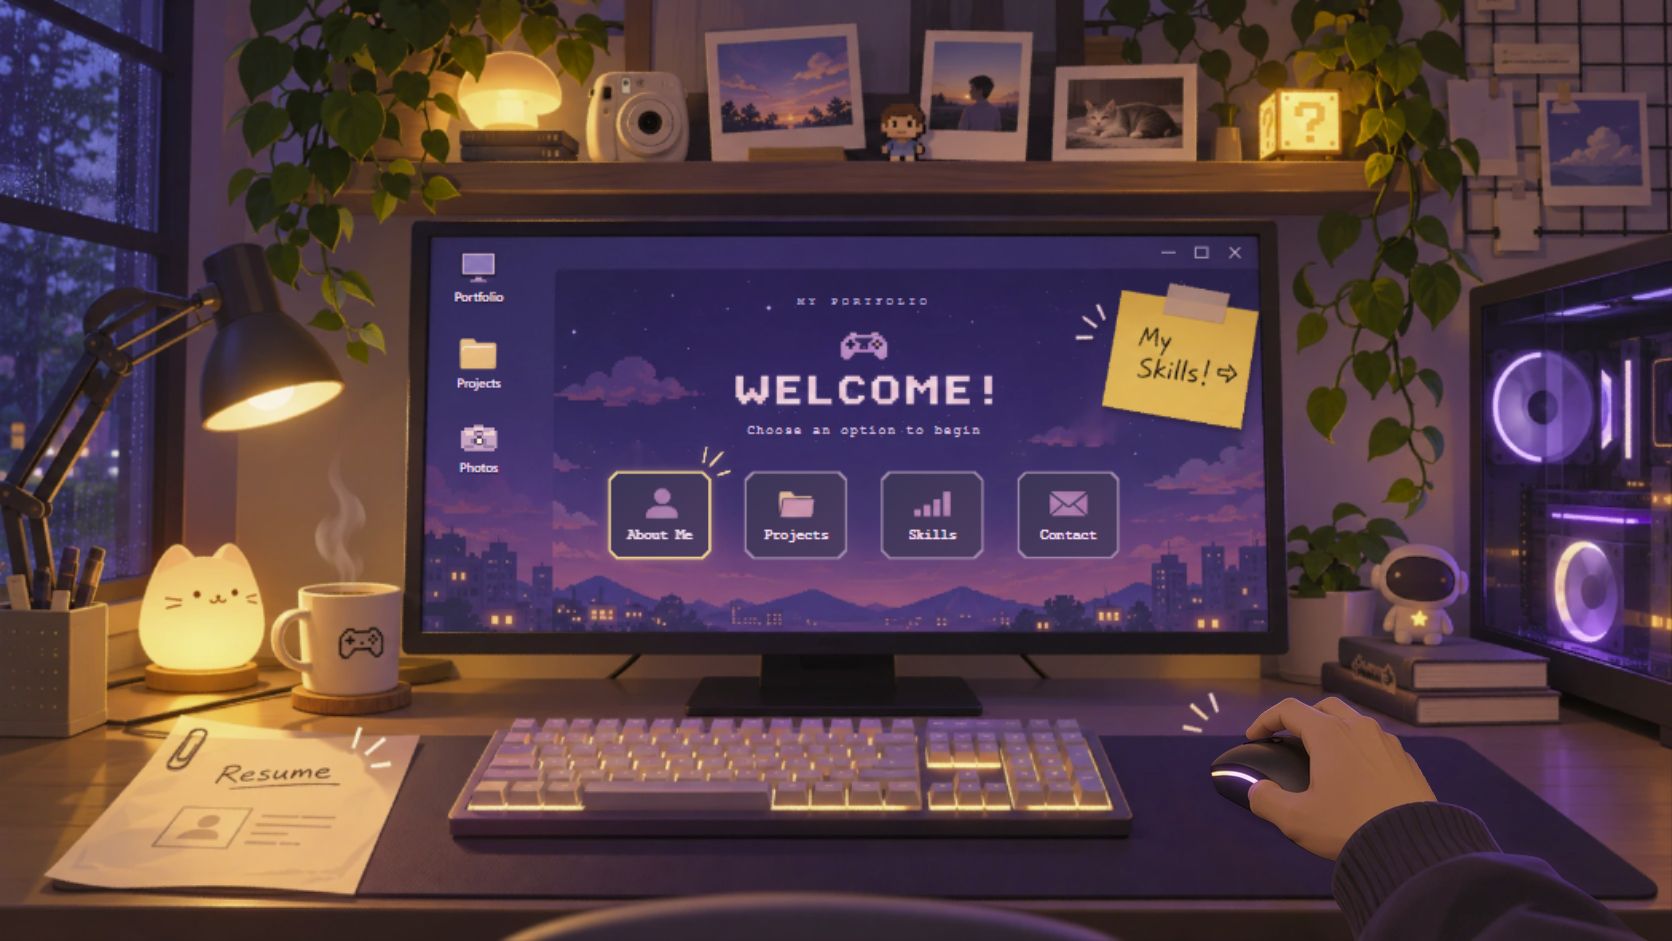 Portfolio
Projects
Photos
MY PORTFOLIO
WELCOME!
Choose an option to begin
About Me
Projects
Skills
Contact
My
Skills! ⇨
?
?
Resume